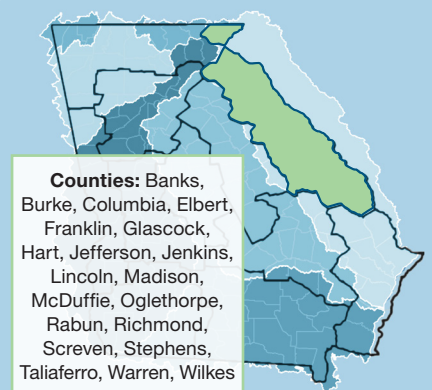 Counties: Banks,
Burke, Columbia, Elbert,
Franklin, Glascock,
Hart, Jefferson, Jenkins,
Lincoln, Madison,
McDuffie, Oglethorpe,
Rabun, Richmond,
Screven, Stephens,
Taliaferro, Warren, Wilkes